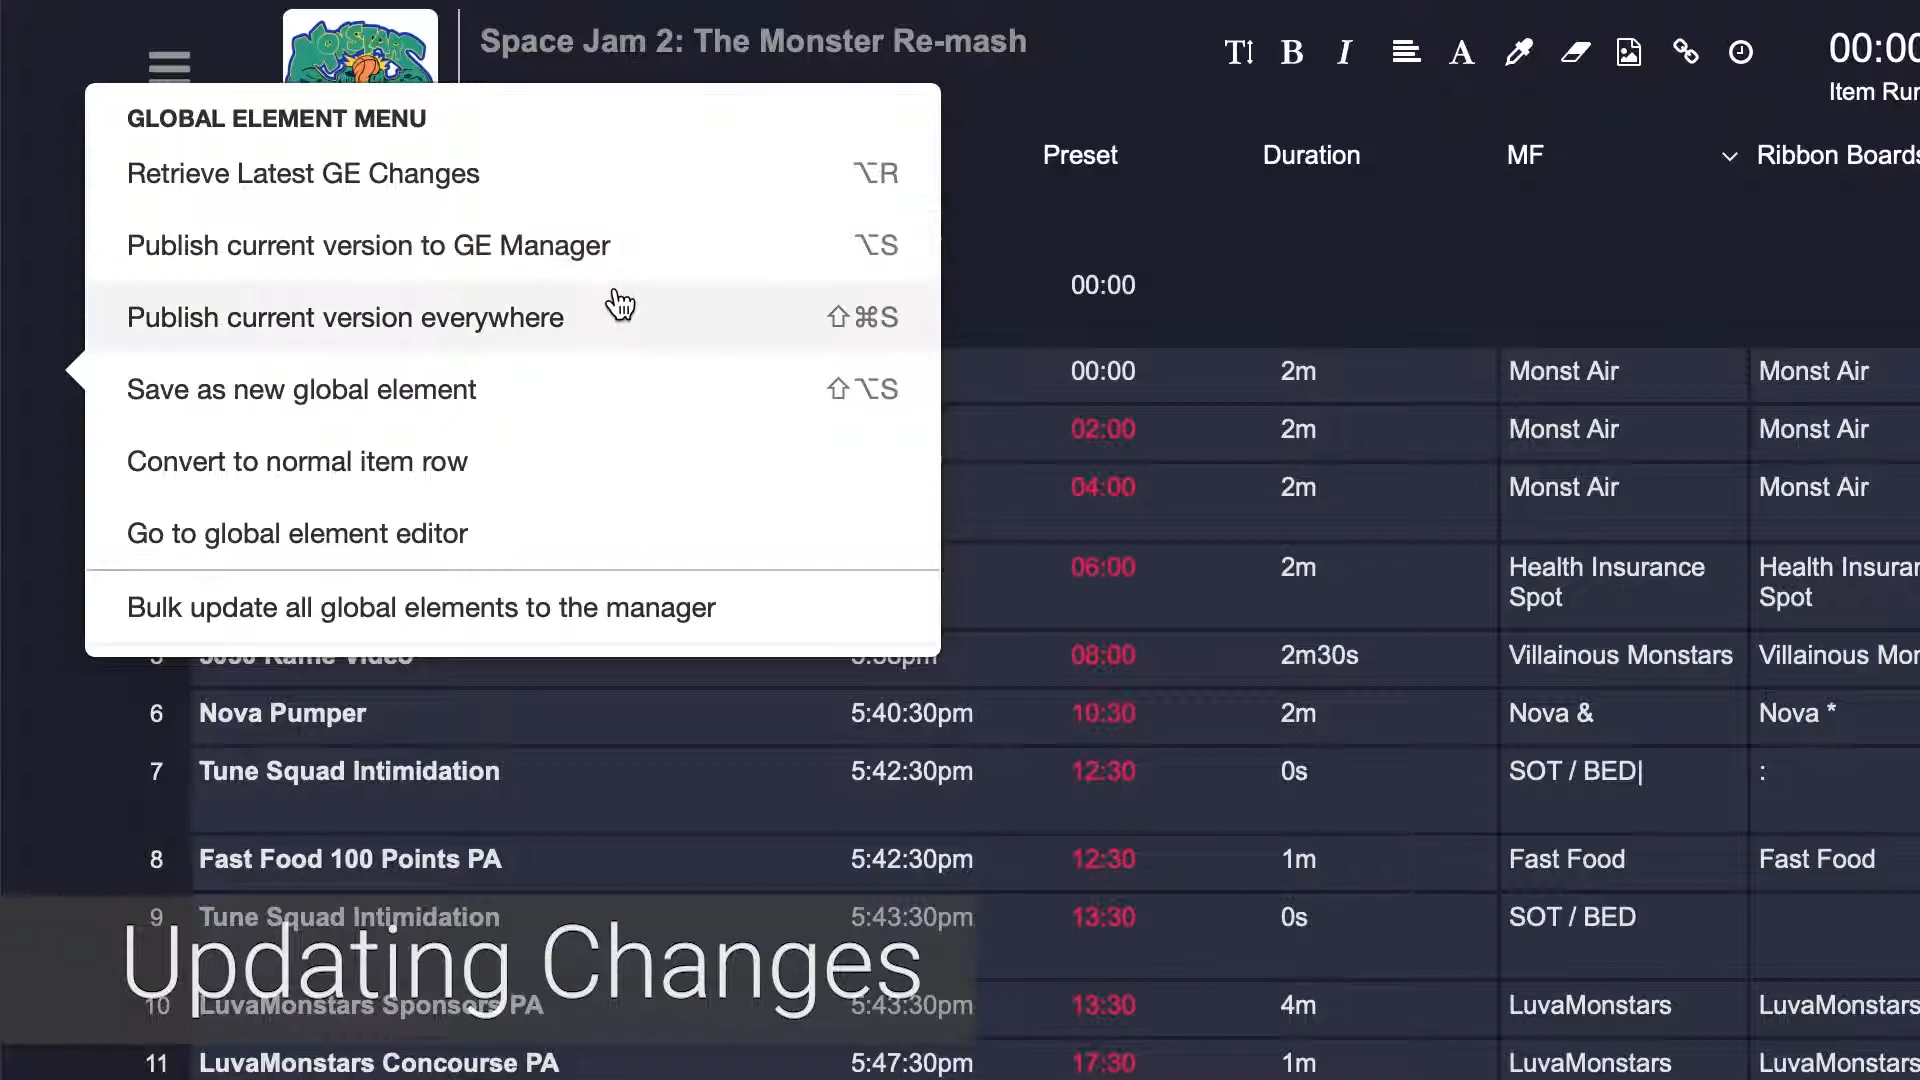 MONSTARS
Space Jam 2: The Monster Re-mash
T B I A
00:00
Item Run
GLOBAL ELEMENT MENU
Retrieve Latest GE Changes ⌥R
Publish current version to GE Manager ⌥S
Publish current version everywhere ⇧⌘S
Save as new global element ⇧⌥S
Convert to normal item row
Go to global element editor
Bulk update all global elements to the manager
Preset Duration MF Ribbon Boards
00:00
00:00 2m Monst Air Monst Air
02:00 2m Monst Air Monst Air
04:00 2m Monst Air Monst Air
06:00 2m Health Insurance Health Insuran
Spot Spot
08:00 2m30s Villainous Monstars Villainous Mon
6 Nova Pumper 5:40:30pm 10:30 2m Nova & Nova *
7 Tune Squad Intimidation 5:42:30pm 12:30 0s SOT / BED :
8 Fast Food 100 Points PA 5:42:30pm 12:30 1m Fast Food Fast Food
9 Tune Squad Intimidation 5:43:30pm 13:30 0s SOT / BED
Updating Changes
10 LuvaMonstars Sponsors PA 5:43:30pm 13:30 4m LuvaMonstars LuvaMonstars
11 LuvaMonstars Concourse PA 5:47:30pm 17:30 1m LuvaMonstars LuvaMonstars